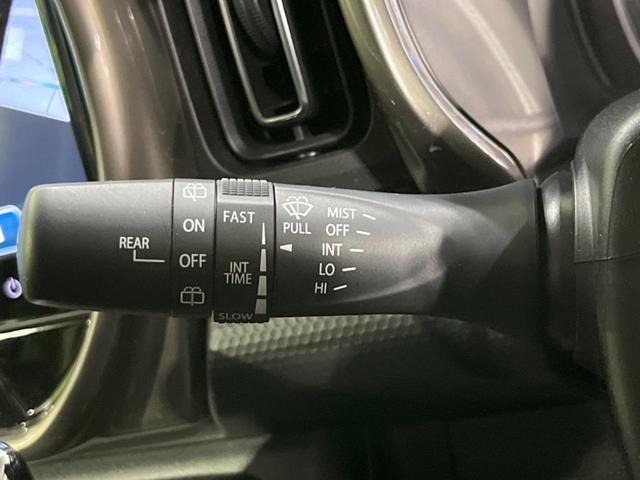 REAR
ON
OFF
FAST
INT
TIME
SLOW
PULL
MIST
OFF
INT
LO
HI